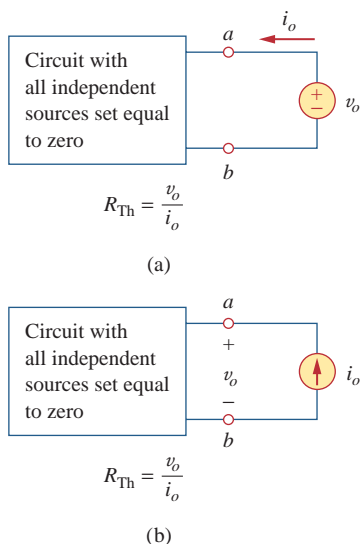 Circuit with
all independent
sources set equal
to zero
a
i_o
+
−
v_o
b
R_Th = v_o / i_o
(a)
Circuit with
all independent
sources set equal
to zero
a
+
v_o
−
i_o
b
R_Th = v_o / i_o
(b)